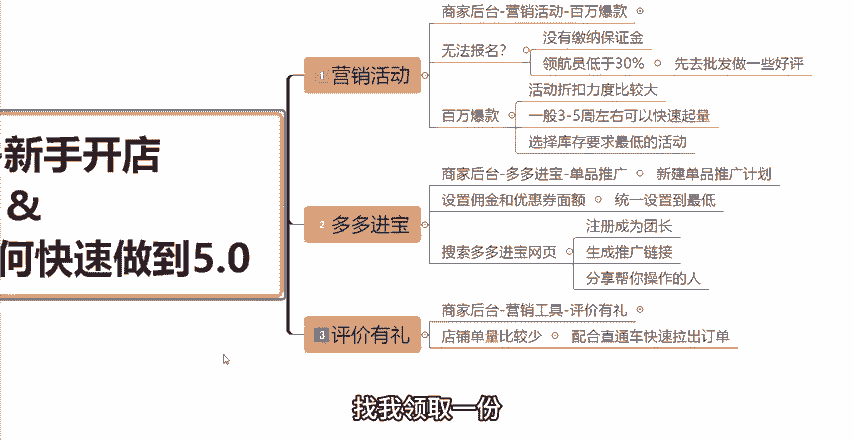 新手开店
&
何快速做到5.0
1 营销活动
商家后台-营销活动-百万爆款
无法报名？
没有缴纳保证金
领航员低于30%
先去批发做一些好评
百万爆款
活动折扣力度比较大
一般3-5周左右可以快速起量
选择库存要求最低的活动
2 多多进宝
商家后台-多多进宝-单品推广
新建单品推广计划
设置佣金和优惠券面额
统一设置到最低
搜索多多进宝网页
注册成为团长
生成推广链接
分享帮你操作的人
3 评价有礼
商家后台-营销工具-评价有礼
店铺单量比较少
配合直通车快速拉出订单
找我领取一份